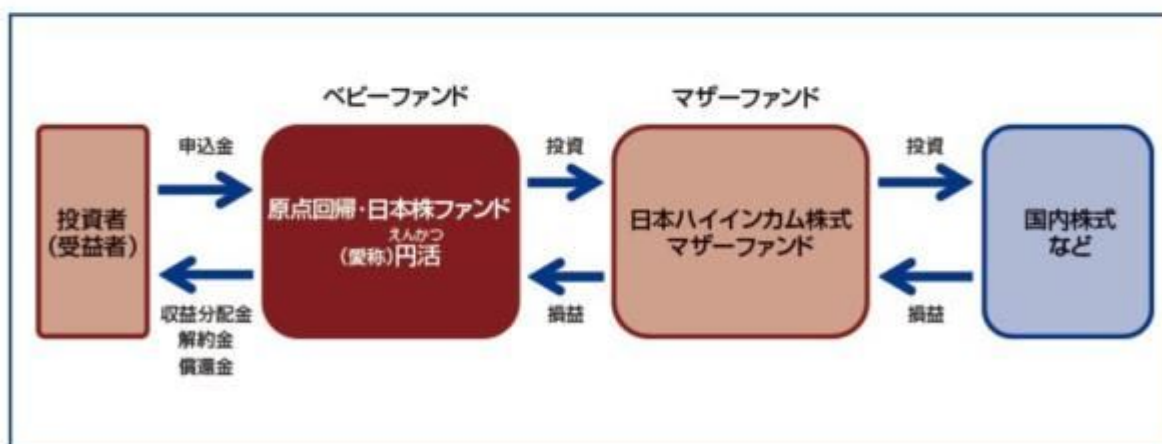 ベビーファンド
マザーファンド
投資者
(受益者)
申込金
収益分配金
解約金
償還金
原点回帰・日本株ファンド
えんかつ
(愛称)円活
投資
損益
日本ハイインカム株式
マザーファンド
投資
損益
国内株式
など